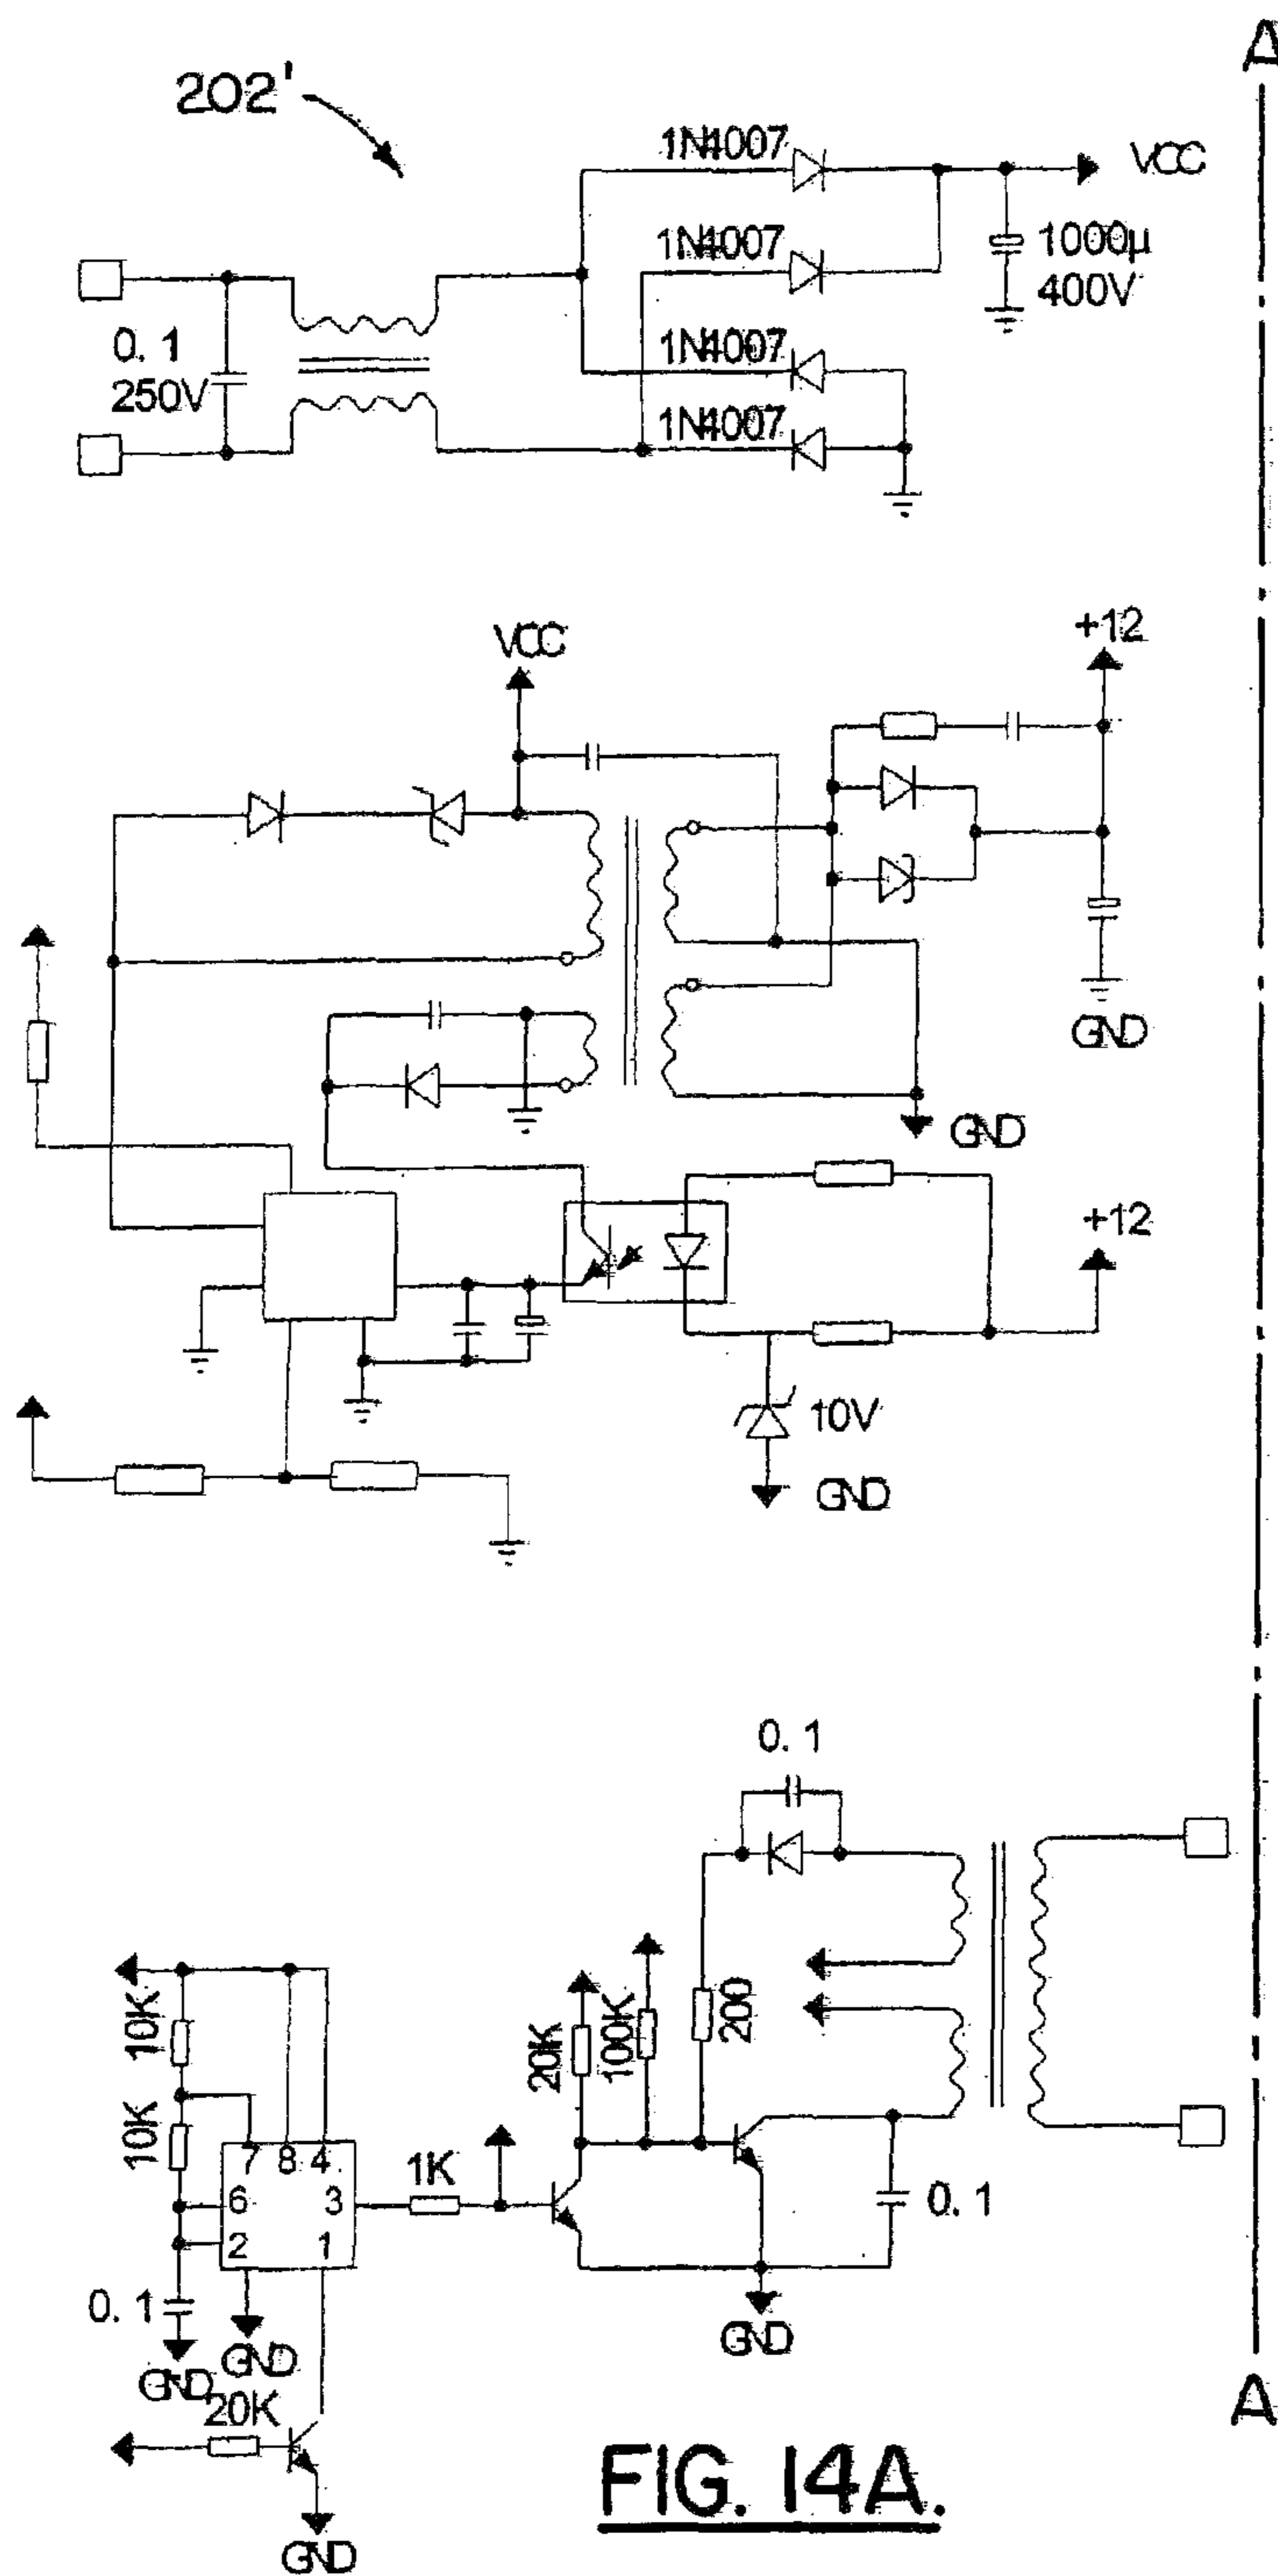 A
202'
1N4007
VCC
1N4007
1000µ
400V
0.1
250V
1N4007
1N4007
VCC
+12
GND
GND
+12
10V
GND
0.1
10K
20K
100K
200
10K
7 8 4
1K
6 3
0.1
2 1
0.1
GND
GND
GND
20K
A
GND
FIG. 14A.